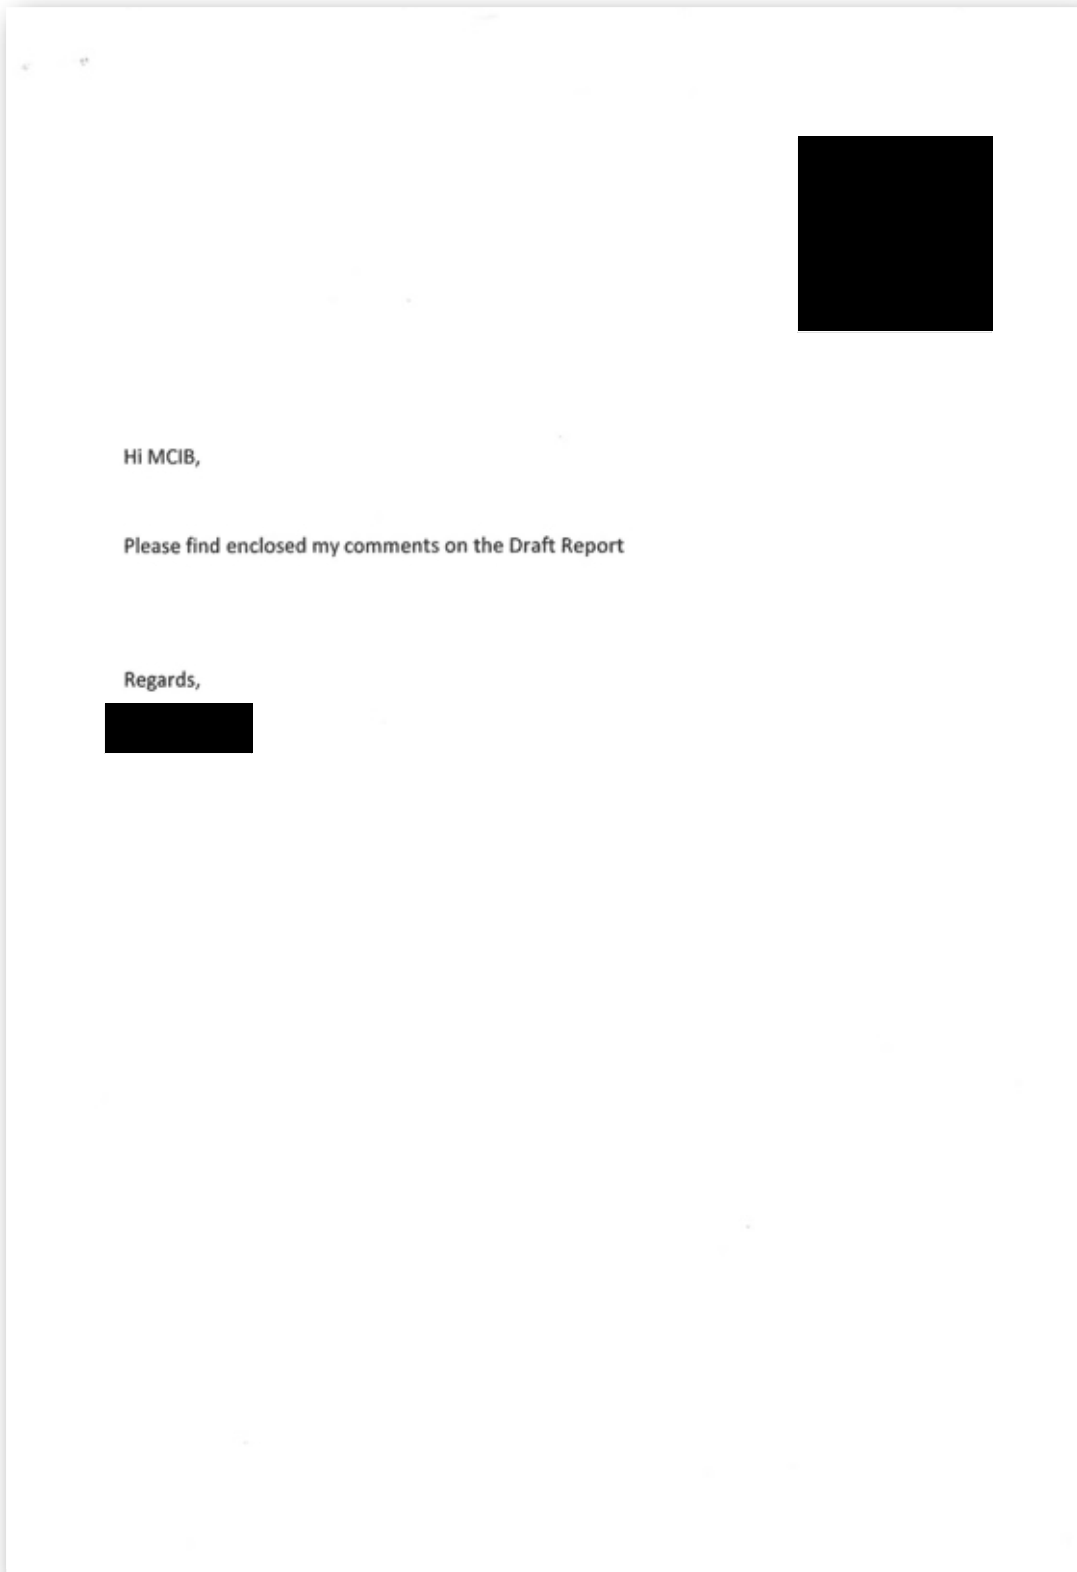 Hi MCIB,
Please find enclosed my comments on the Draft Report
Regards,